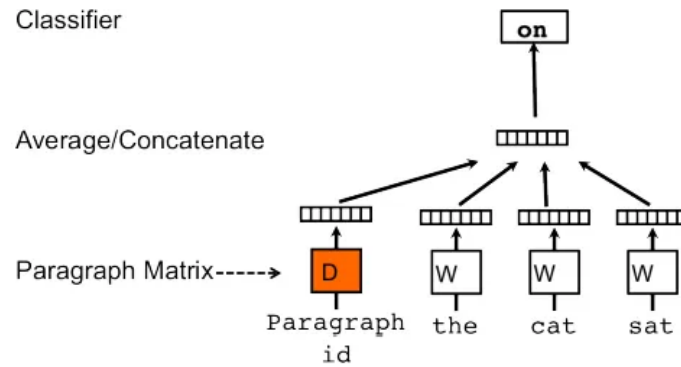 Classifier
on
Average/Concatenate
Paragraph Matrix
D
W
W
W
Paragraph
id
the
cat
sat